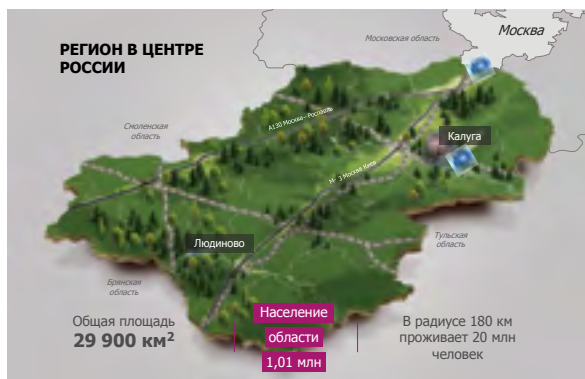 Москва
Московская область
РЕГИОН В ЦЕНТРЕ
РОССИИ
А130 Москва– Рославль
Смоленская
область
Калуга
М- 3 Москва Киев
Людиново
Тульская
область
Брянская
область
Общая площадь
29 900 км²
Население
области
1,01 млн
В радиусе 180 км
проживает 20 млн
человек